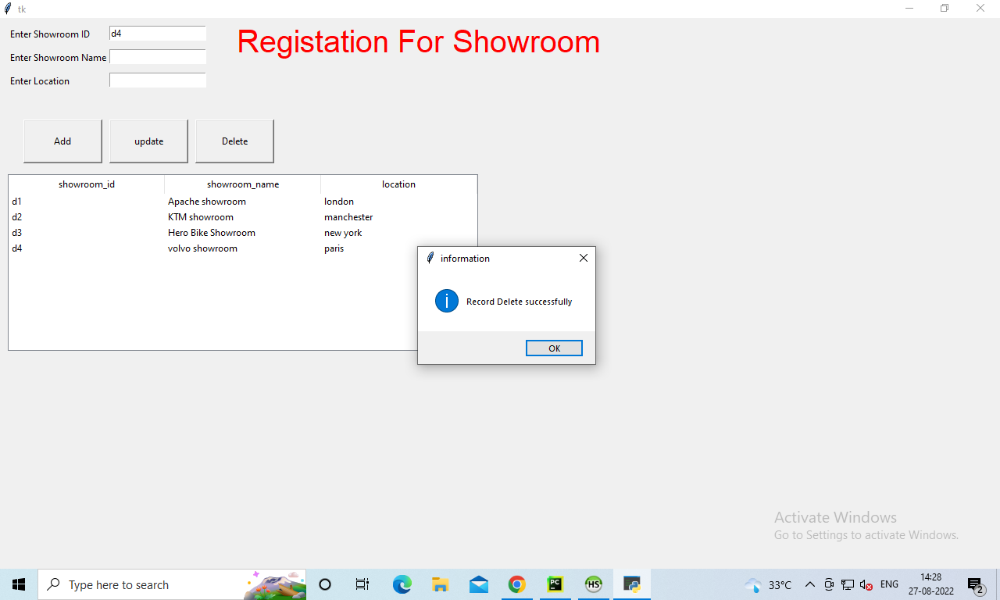 tk
Enter Showroom ID d4
Registation For Showroom
Enter Showroom Name
Enter Location
Add update Delete
showroom_id showroom_name location
d1 Apache showroom london
d2 KTM showroom manchester
d3 Hero Bike Showroom new york
d4 volvo showroom paris
information
i
Record Delete successfully
OK
Activate Windows
Go to Settings to activate Windows.
Type here to search
PC
HS
33°C
ENG
14:28
27-08-2022
2